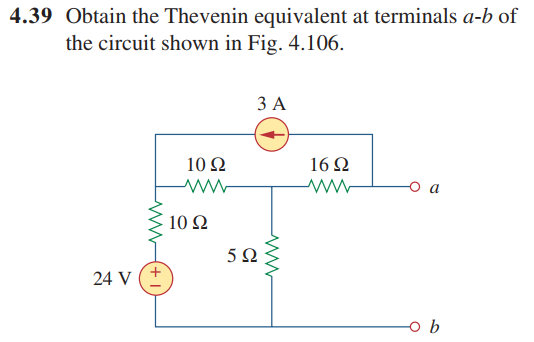 4.39 Obtain the Thevenin equivalent at terminals a-b of
the circuit shown in Fig. 4.106.
3 A
10 Ω
16 Ω
a
10 Ω
5 Ω
24 V
+
−
b